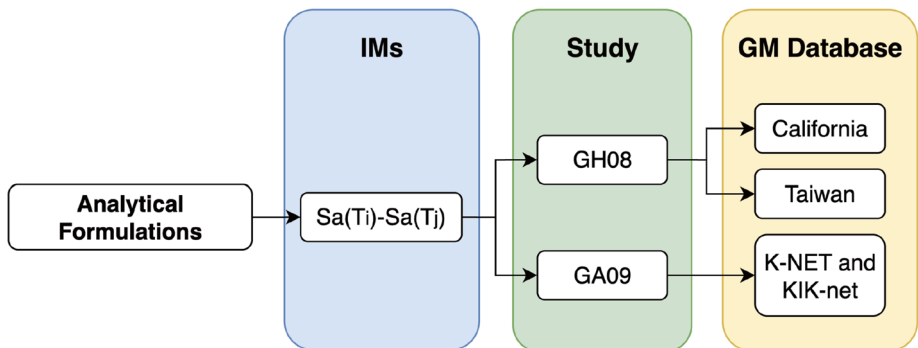 IMs
Study
GM Database
Analytical
Formulations
Sa(Ti)-Sa(Tj)
GH08
California
Taiwan
GA09
K-NET and
KIK-net